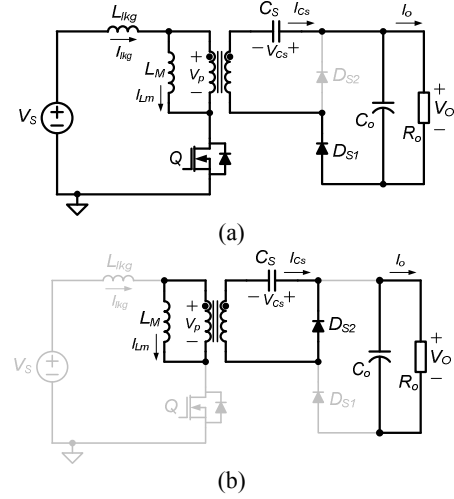 L_lkg
I_lkg
C_S
I_Cs
I_o
− V_Cs +
L_M
I_Lm
+
V_p
−
D_S2
V_S
+
−
Q
D_S1
C_o
R_o
+
V_O
−
(a)
L_lkg
I_lkg
C_S
I_Cs
I_o
− V_Cs +
L_M
I_Lm
+
V_p
−
D_S2
V_S
+
−
Q
D_S1
C_o
R_o
+
V_O
−
(b)